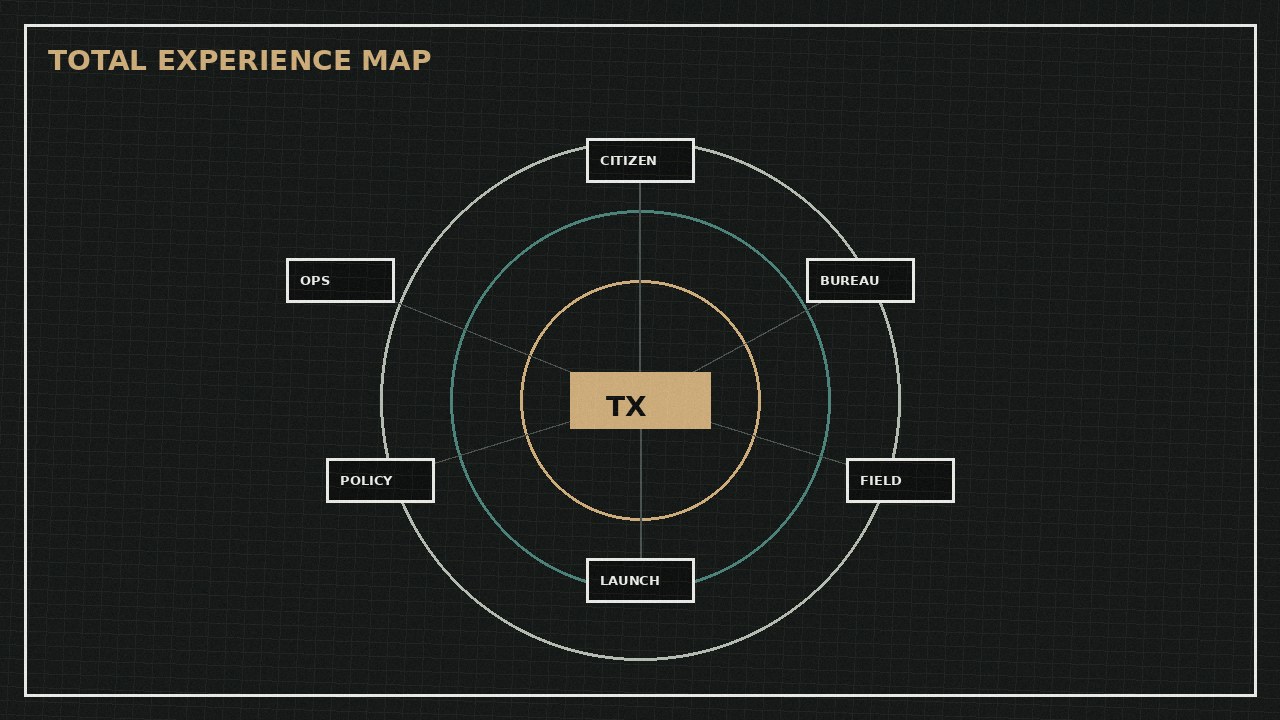 TOTAL EXPERIENCE MAP
CITIZEN
OPS
BUREAU
TX
POLICY
FIELD
LAUNCH